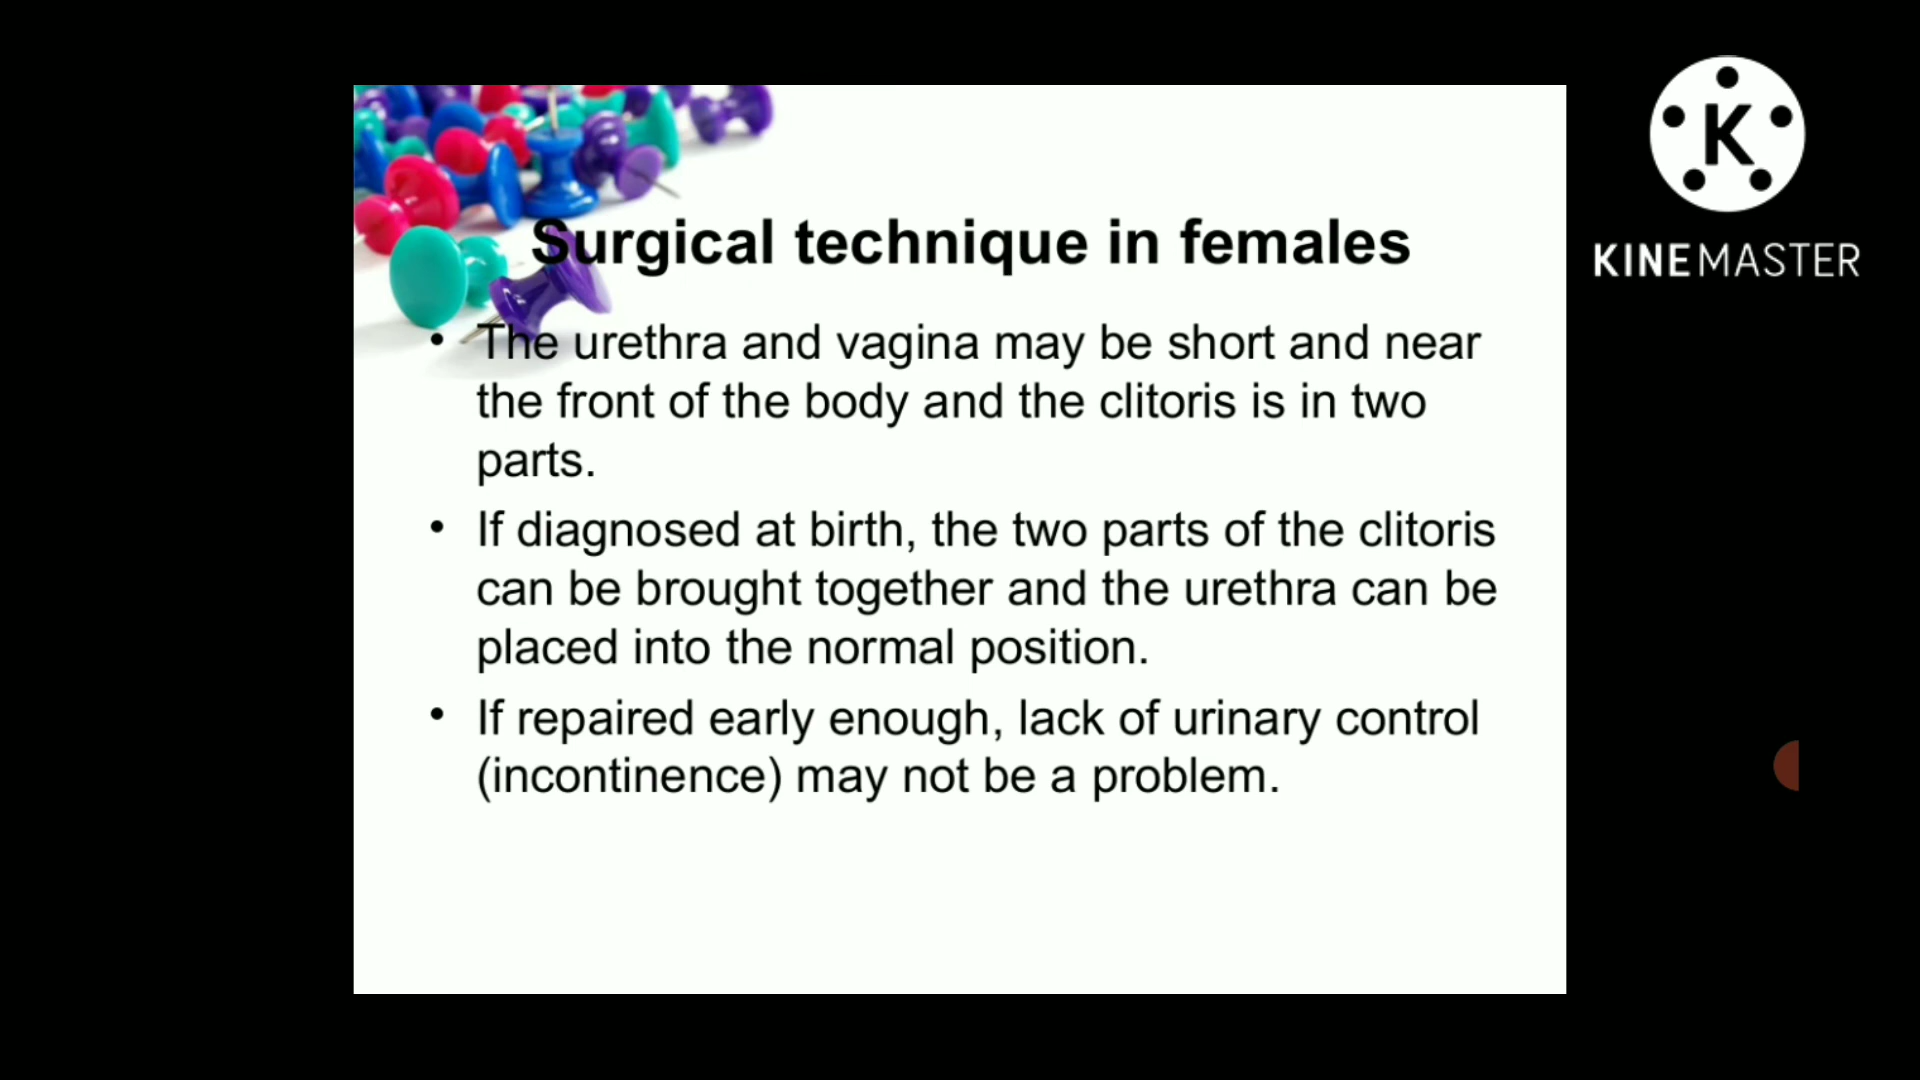 Surgical technique in females
• The urethra and vagina may be short and near
the front of the body and the clitoris is in two
parts.
• If diagnosed at birth, the two parts of the clitoris
can be brought together and the urethra can be
placed into the normal position.
• If repaired early enough, lack of urinary control
(incontinence) may not be a problem.
K
KINEMASTER